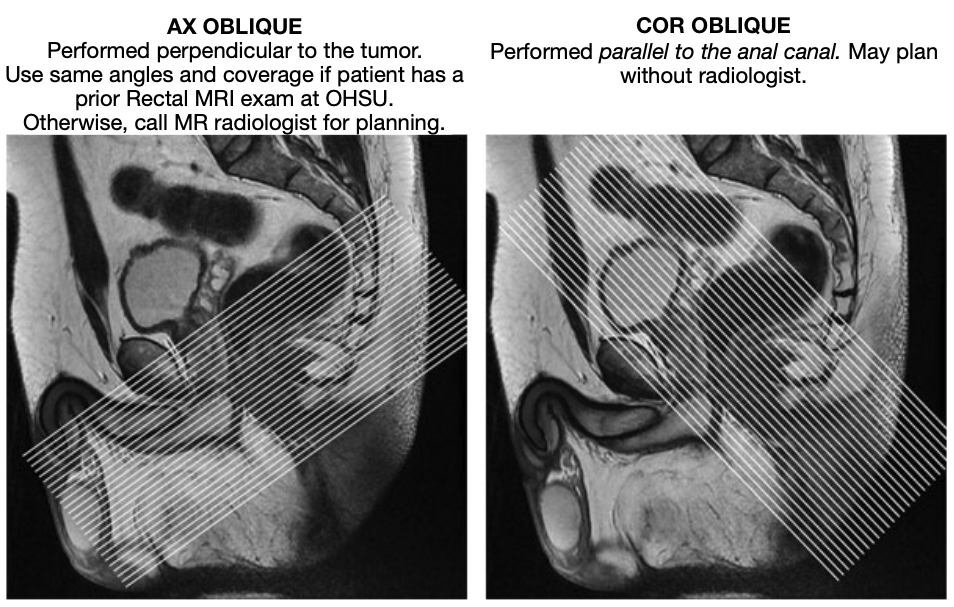 AX OBLIQUE
Performed perpendicular to the tumor.
Use same angles and coverage if patient has a
prior Rectal MRI exam at OHSU.
Otherwise, call MR radiologist for planning.
COR OBLIQUE
Performed parallel to the anal canal. May plan
without radiologist.